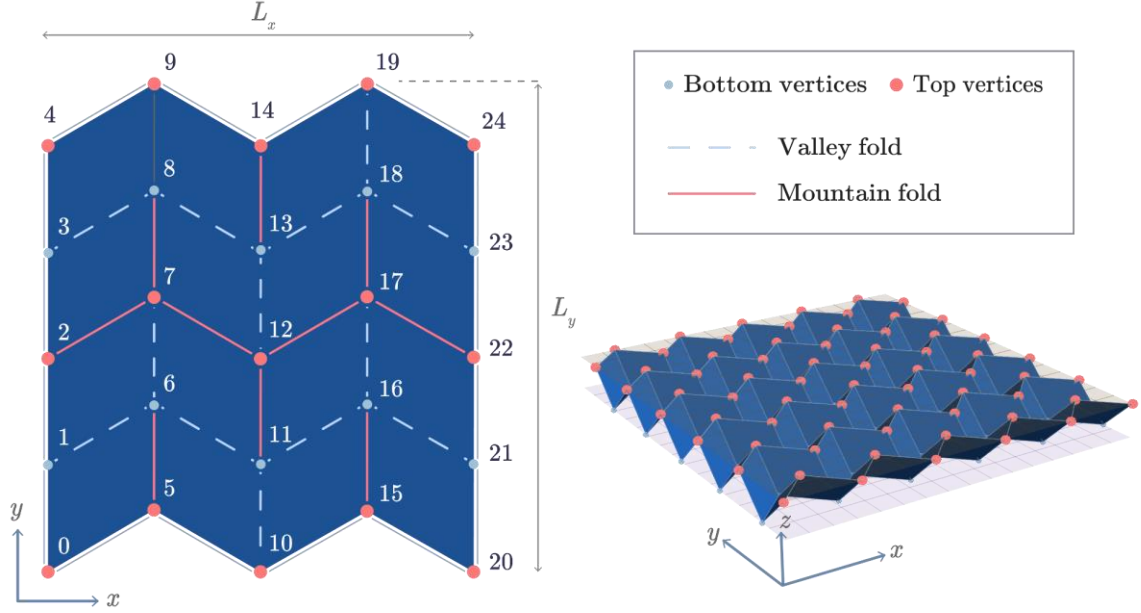 L_x
9
19
4
14
24
8
18
3
13
23
7
17
L_y
2
12
22
6
16
1
11
21
5
15
y
0
10
20
x
Bottom vertices
Top vertices
Valley fold
Mountain fold
z
y
x